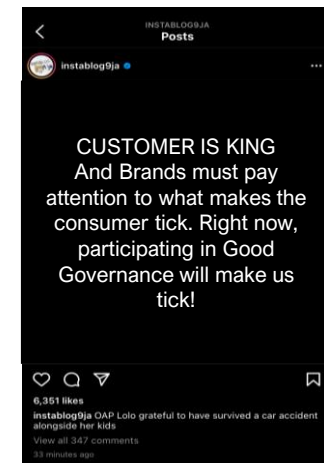 INSTABLOG9JA
Posts
instablog9ja
CUSTOMER IS KING
And Brands must pay
attention to what makes the
consumer tick. Right now,
participating in Good
Governance will make us
tick!
6,351 likes
instablog9ja OAP Lolo grateful to have survived a car accident
alongside her kids
View all 347 comments
33 minutes ago